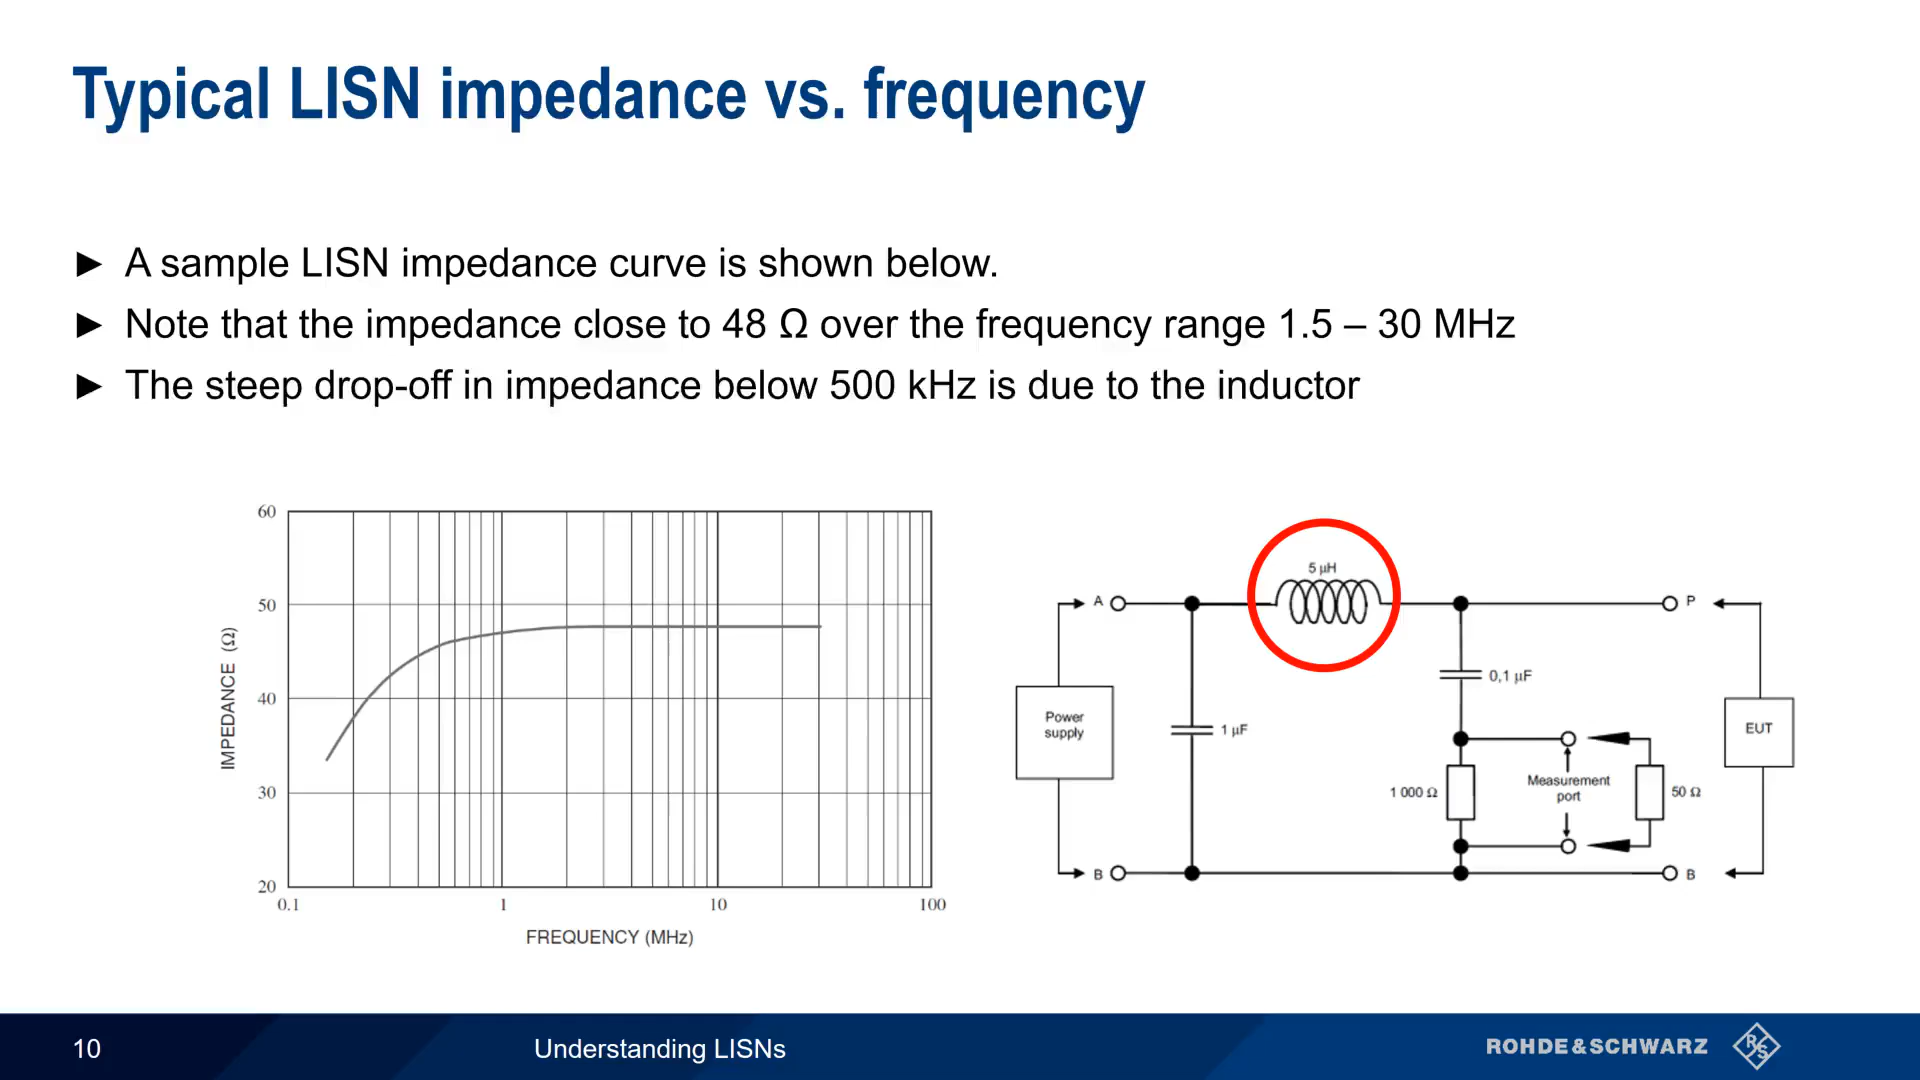 Typical LISN impedance vs. frequency
► A sample LISN impedance curve is shown below.
► Note that the impedance close to 48 Ω over the frequency range 1.5 – 30 MHz
► The steep drop-off in impedance below 500 kHz is due to the inductor
60
50
40
30
20
IMPEDANCE (Ω)
0.1
1
10
100
FREQUENCY (MHz)
5 µH
A
P
0,1 µF
Power
supply
1 µF
EUT
1 000 Ω
Measurement
port
50 Ω
B
B
10
Understanding LISNs
ROHDE&SCHWARZ
R
S